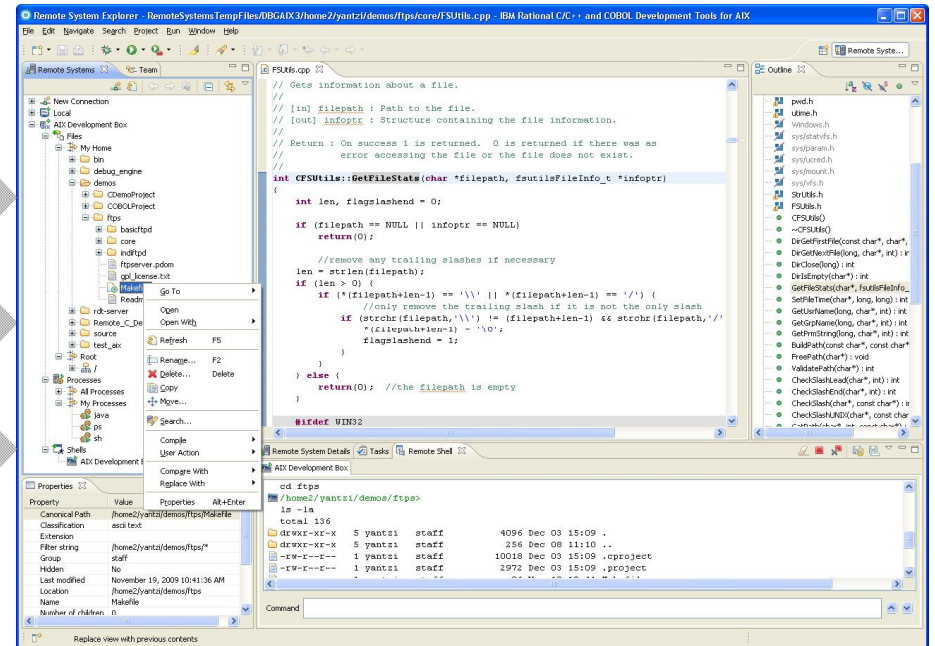 Remote System Explorer - RemoteSystemsTempFiles/DBGAIX3/home2/yantzi/demos/ftps/core/FSUtils.cpp - IBM Rational C/C++ and COBOL Development Tools for AIX
File Edit Navigate Search Project Run Window Help
Remote Syste...
Remote Systems
Team
New Connection
Local
AIX Development Box
Files
My Home
bin
debug_engine
demos
CDemoProject
COBOLProject
ftps
basicftpd
core
indiftpd
ftpserver.pdom
gpl_license.txt
Makefi
Readm
rdt-server
Remote_C_De
source
test_aix
Root
/
Processes
All Processes
My Processes
java
ps
sh
Shells
AIX Development B
Go To
Open
Open With
Refresh F5
Rename... F2
Delete... Delete
Copy
Move...
Search...
Compile
User Action
Compare With
Replace With
Properties Alt+Enter
Properties
Property Value
Canonical Path /home2/yantzi/demos/ftps/Makefile
Classification ascii text
Extension
Filter string /home2/yantzi/demos/ftps/*
Group staff
Hidden No
Last modified November 19, 2009 10:41:36 AM
Location /home2/yantzi/demos/ftps
Name Makefile
Number of children 0
FSUtils.cpp
// Gets information about a file.
//
// [in] filepath : Path to the file.
// [out] infoptr : Structure containing the file information.
//
// Return : On success 1 is returned. 0 is returned if there was as
// error accessing the file or the file does not exist.
//
int CFSUtils::GetFileStats(char *filepath, fsutilsFileInfo_t *infoptr)
{
int len, flagslashend = 0;
if (filepath == NULL || infoptr == NULL)
return(0);
//remove any trailing slashes if necessary
len = strlen(filepath);
if (len > 0) {
if (*(filepath+len-1) == '\\' || *(filepath+len-1) == '/') {
//only remove the trailing slash if it is not the only slash
if (strchr(filepath,'\\') != (filepath+len-1) && strchr(filepath,'/'
*(filepath+len-1) = '\0';
flagslashend = 1;
}
}
} else {
return(0); //the filepath is empty
}
#ifdef WIN32
Outline
pwd.h
utime.h
Windows.h
sys/statvfs.h
sys/param.h
sys/ucred.h
sys/mount.h
sys/vfs.h
StrUtils.h
FSUtils.h
CFSUtils()
~CFSUtils()
DirGetFirstFile(const char*, char*,
DirGetNextFile(long, char*, int) : int
DirClose(long) : int
DirIsEmpty(char*) : int
GetFileStats(char*, fsutilsFileInfo_
SetFileTime(char*, long, long) : int
GetUsrName(long, char*, int) : int
GetGrpName(long, char*, int) : int
GetPrmString(long, char*, int) : int
BuildPath(const char*, const char*
FreePath(char*) : void
ValidatePath(char*) : int
CheckSlashLead(char*, int) : int
CheckSlashEnd(char*, int) : int
CheckSlash(char*, const char*) : ir
CheckSlashUNIX(char*, const char
Remote System Details
Tasks
Remote Shell
AIX Development Box
cd ftps
/home2/yantzi/demos/ftps>
ls -la
total 136
drwxr-xr-x 5 yantzi staff 4096 Dec 03 15:09 .
drwxr-xr-x 5 yantzi staff 256 Dec 08 11:10 ..
-rw-r--r-- 1 yantzi staff 10018 Dec 03 15:09 .cproject
-rw-r--r-- 1 yantzi staff 2972 Dec 03 15:09 .project
Command
Replace view with previous contents